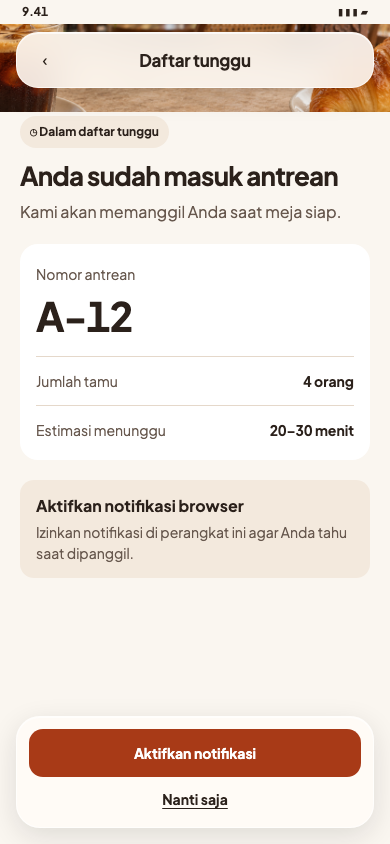 9.41
Daftar tunggu
Dalam daftar tunggu
Anda sudah masuk antrean
Kami akan memanggil Anda saat meja siap.
Nomor antrean
A-12
Jumlah tamu 4 orang
Estimasi menunggu 20–30 menit
Aktifkan notifikasi browser
Izinkan notifikasi di perangkat ini agar Anda tahu
saat dipanggil.
Aktifkan notifikasi
Nanti saja